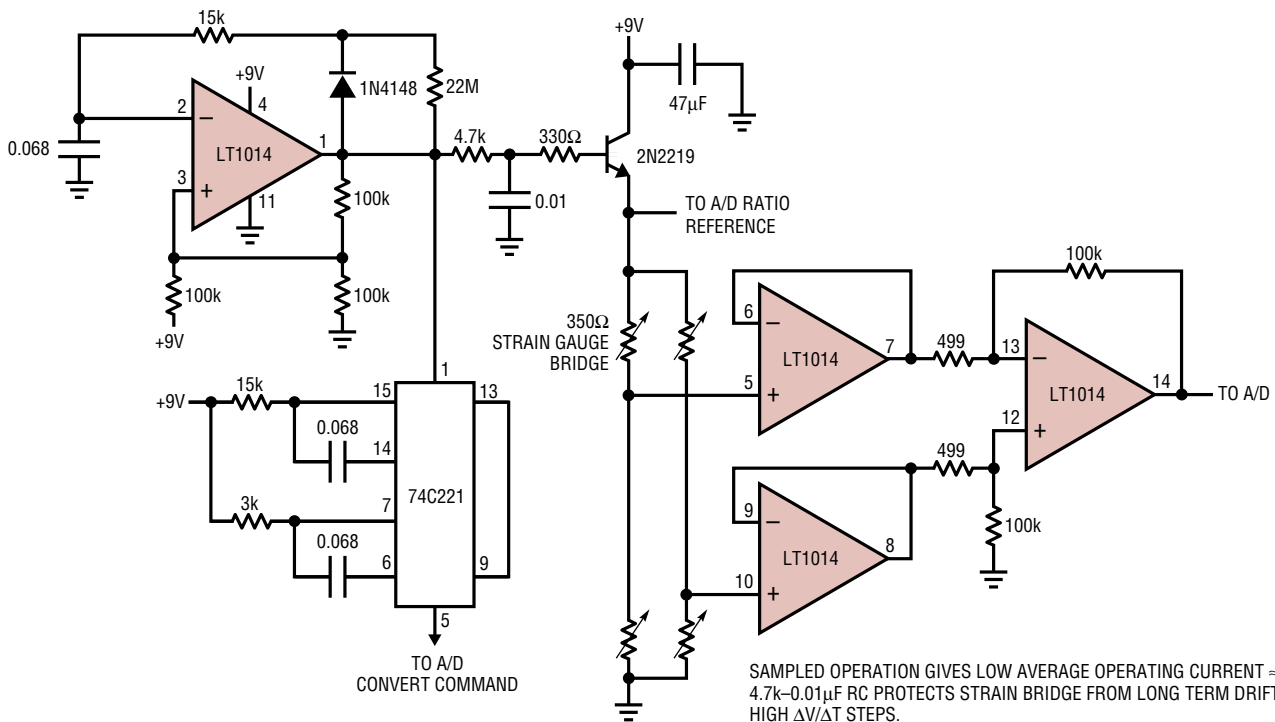 15k
+9V
+9V
1N4148
22M
47µF
2
4
4.7k
330Ω
0.068
LT1014
1
2N2219
3
11
100k
0.01
TO A/D RATIO
REFERENCE
100k
100k
100k
+9V
350Ω
STRAIN GAUGE
BRIDGE
6
7
499
13
LT1014
1
5
LT1014
14
TO A/D
15k
15
13
+9V
12
0.068
14
499
74C221
3k
7
9
100k
0.068
8
6
9
LT1014
10
5
TO A/D
CONVERT COMMAND
SAMPLED OPERATION GIVES LOW AVERAGE OPERATING CURRENT ≈
4.7k–0.01µF RC PROTECTS STRAIN BRIDGE FROM LONG TERM DRIFT
HIGH ΔV/ΔT STEPS.